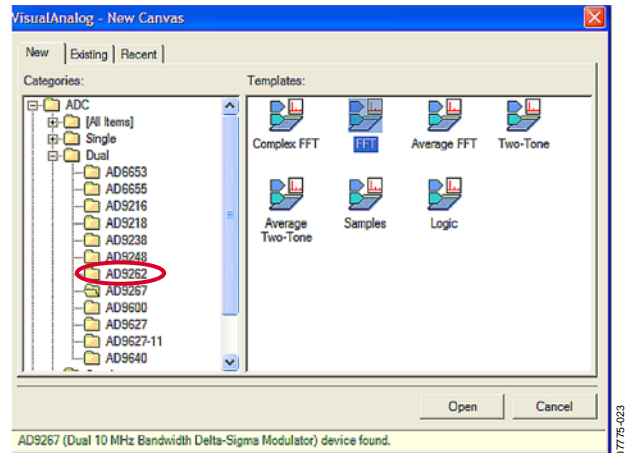 VisualAnalog - New Canvas
New Existing Recent
Categories:
ADC
[All Items]
Single
Dual
AD6653
AD6655
AD9216
AD9218
AD9238
AD9248
AD9262
AD9267
AD9600
AD9627
AD9627-11
AD9640
Templates:
Complex FFT
FFT
Average FFT
Two-Tone
Average
Two-Tone
Samples
Logic
Open
Cancel
AD9267 (Dual 10 MHz Bandwidth Delta-Sigma Modulator) device found.
07775-023